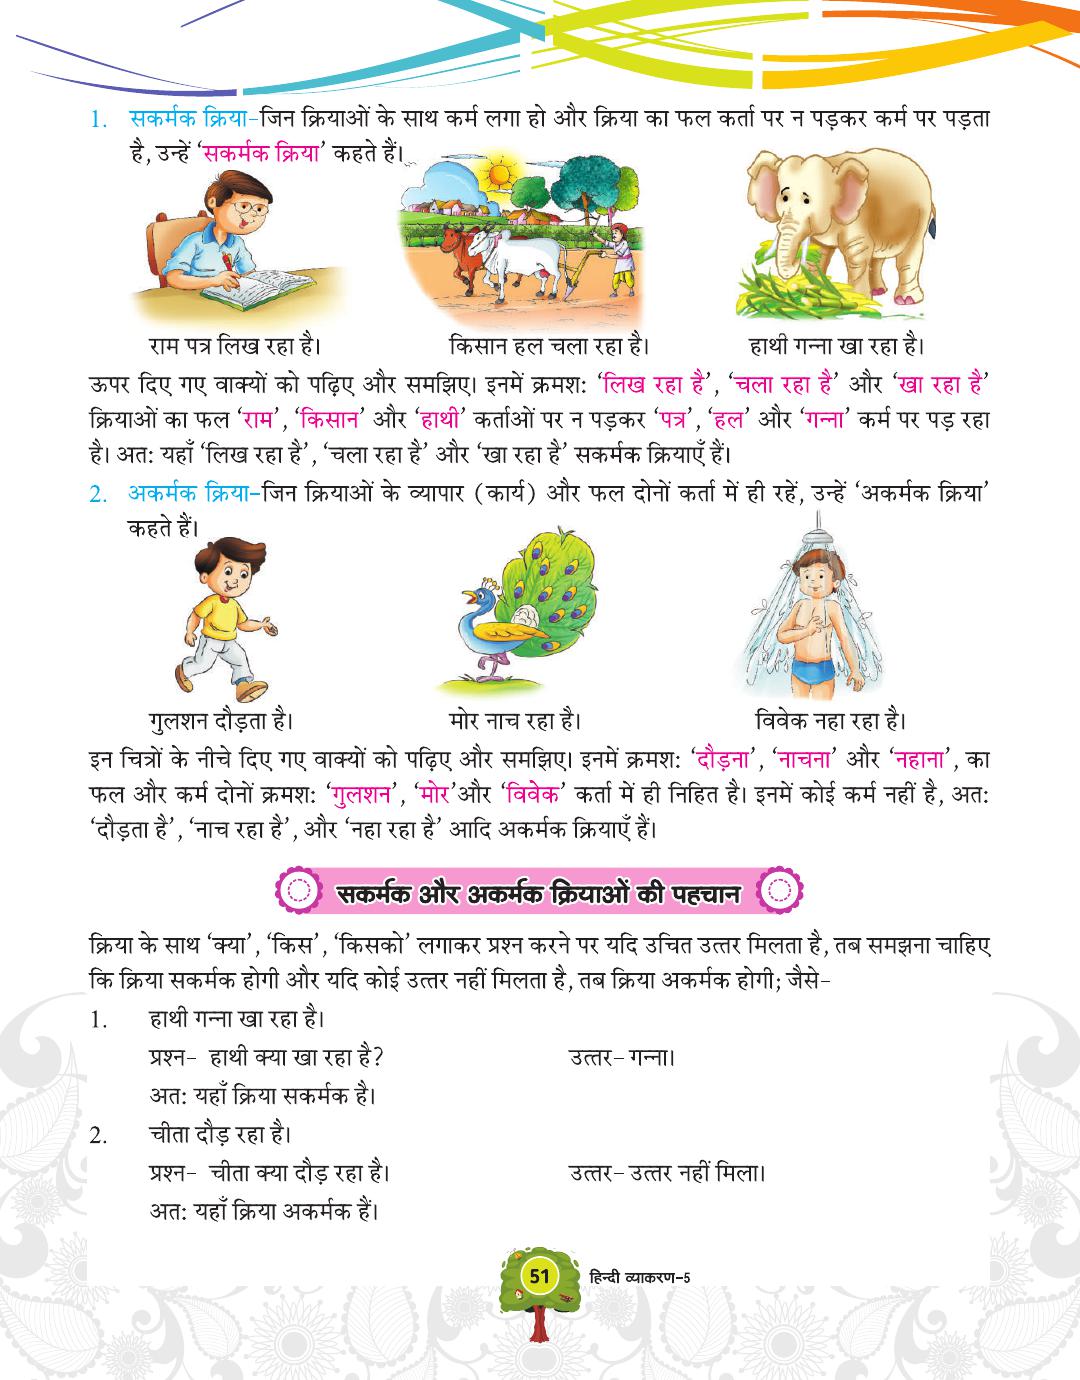 1. सकर्मक क्रिया-जिन क्रियाओं के साथ कर्म लगा हो और क्रिया का फल कर्ता पर न पड़कर कर्म पर पड़ता
है, उन्हें ‘सकर्मक क्रिया’ कहते हैं।
राम पत्र लिख रहा है। किसान हल चला रहा है। हाथी गन्ना खा रहा है।
ऊपर दिए गए वाक्यों को पढ़िए और समझिए। इनमें क्रमश: ‘लिख रहा है’, ‘चला रहा है’ और ‘खा रहा है’
क्रियाओं का फल ‘राम’, ‘किसान’ और ‘हाथी’ कर्ताओं पर न पड़कर ‘पत्र’, ‘हल’ और ‘गन्ना’ कर्म पर पड़ रहा
है। अत: यहाँ ‘लिख रहा है’, ‘चला रहा है’ और ‘खा रहा है’ सकर्मक क्रियाएँ हैं।
2. अकर्मक क्रिया-जिन क्रियाओं के व्यापार (कार्य) और फल दोनों कर्ता में ही रहें, उन्हें ‘अकर्मक क्रिया’
कहते हैं।
गुलशन दौड़ता है। मोर नाच रहा है। विवेक नहा रहा है।
इन चित्रों के नीचे दिए गए वाक्यों को पढ़िए और समझिए। इनमें क्रमश: ‘दौड़ना’, ‘नाचना’ और ‘नहाना’, का
फल और कर्म दोनों क्रमश: ‘गुलशन’, ‘मोर’और ‘विवेक’ कर्ता में ही निहित है। इनमें कोई कर्म नहीं है, अत:
‘दौड़ता है’, ‘नाच रहा है’, और ‘नहा रहा है’ आदि अकर्मक क्रियाएँ हैं।
सकर्मक और अकर्मक क्रियाओं की पहचान
क्रिया के साथ ‘क्या’, ‘किस’, ‘किसको’ लगाकर प्रश्न करने पर यदि उचित उत्तर मिलता है, तब समझना चाहिए
कि क्रिया सकर्मक होगी और यदि कोई उत्तर नहीं मिलता है, तब क्रिया अकर्मक होगी; जैसे-
1. हाथी गन्ना खा रहा है।
प्रश्न- हाथी क्या खा रहा है? उत्तर- गन्ना।
अत: यहाँ क्रिया सकर्मक है।
2. चीता दौड़ रहा है।
प्रश्न- चीता क्या दौड़ रहा है। उत्तर- उत्तर नहीं मिला।
अत: यहाँ क्रिया अकर्मक हैं।
51 हिन्दी व्याकरण-5